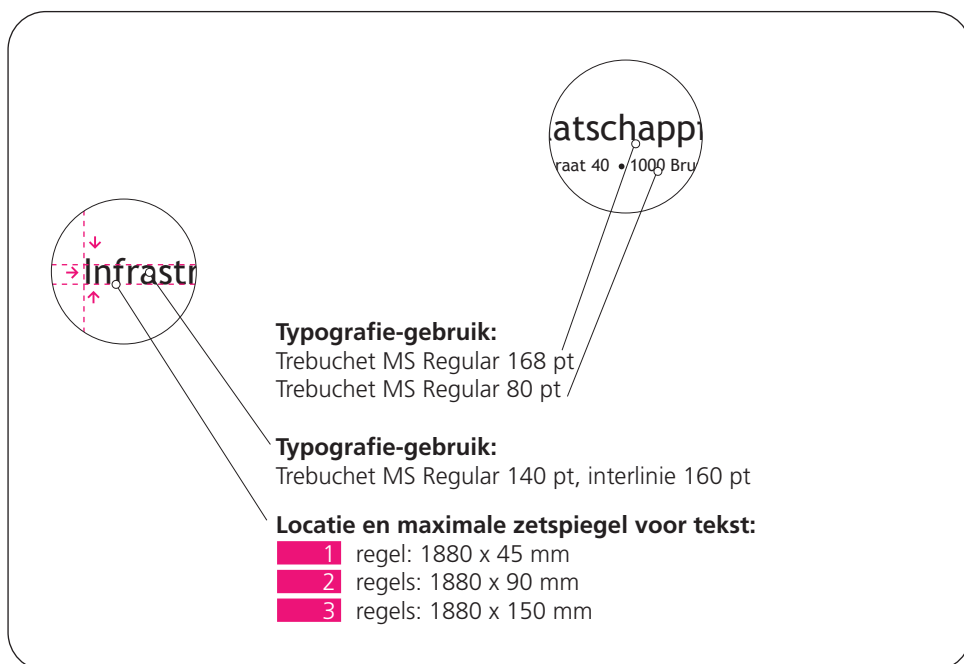 atschapp
raat 40 • 1000 Bru
Infrastr
Typografie-gebruik:
Trebuchet MS Regular 168 pt
Trebuchet MS Regular 80 pt
Typografie-gebruik:
Trebuchet MS Regular 140 pt, interlinie 160 pt
Locatie en maximale zetspiegel voor tekst:
1 regel: 1880 x 45 mm
2 regels: 1880 x 90 mm
3 regels: 1880 x 150 mm